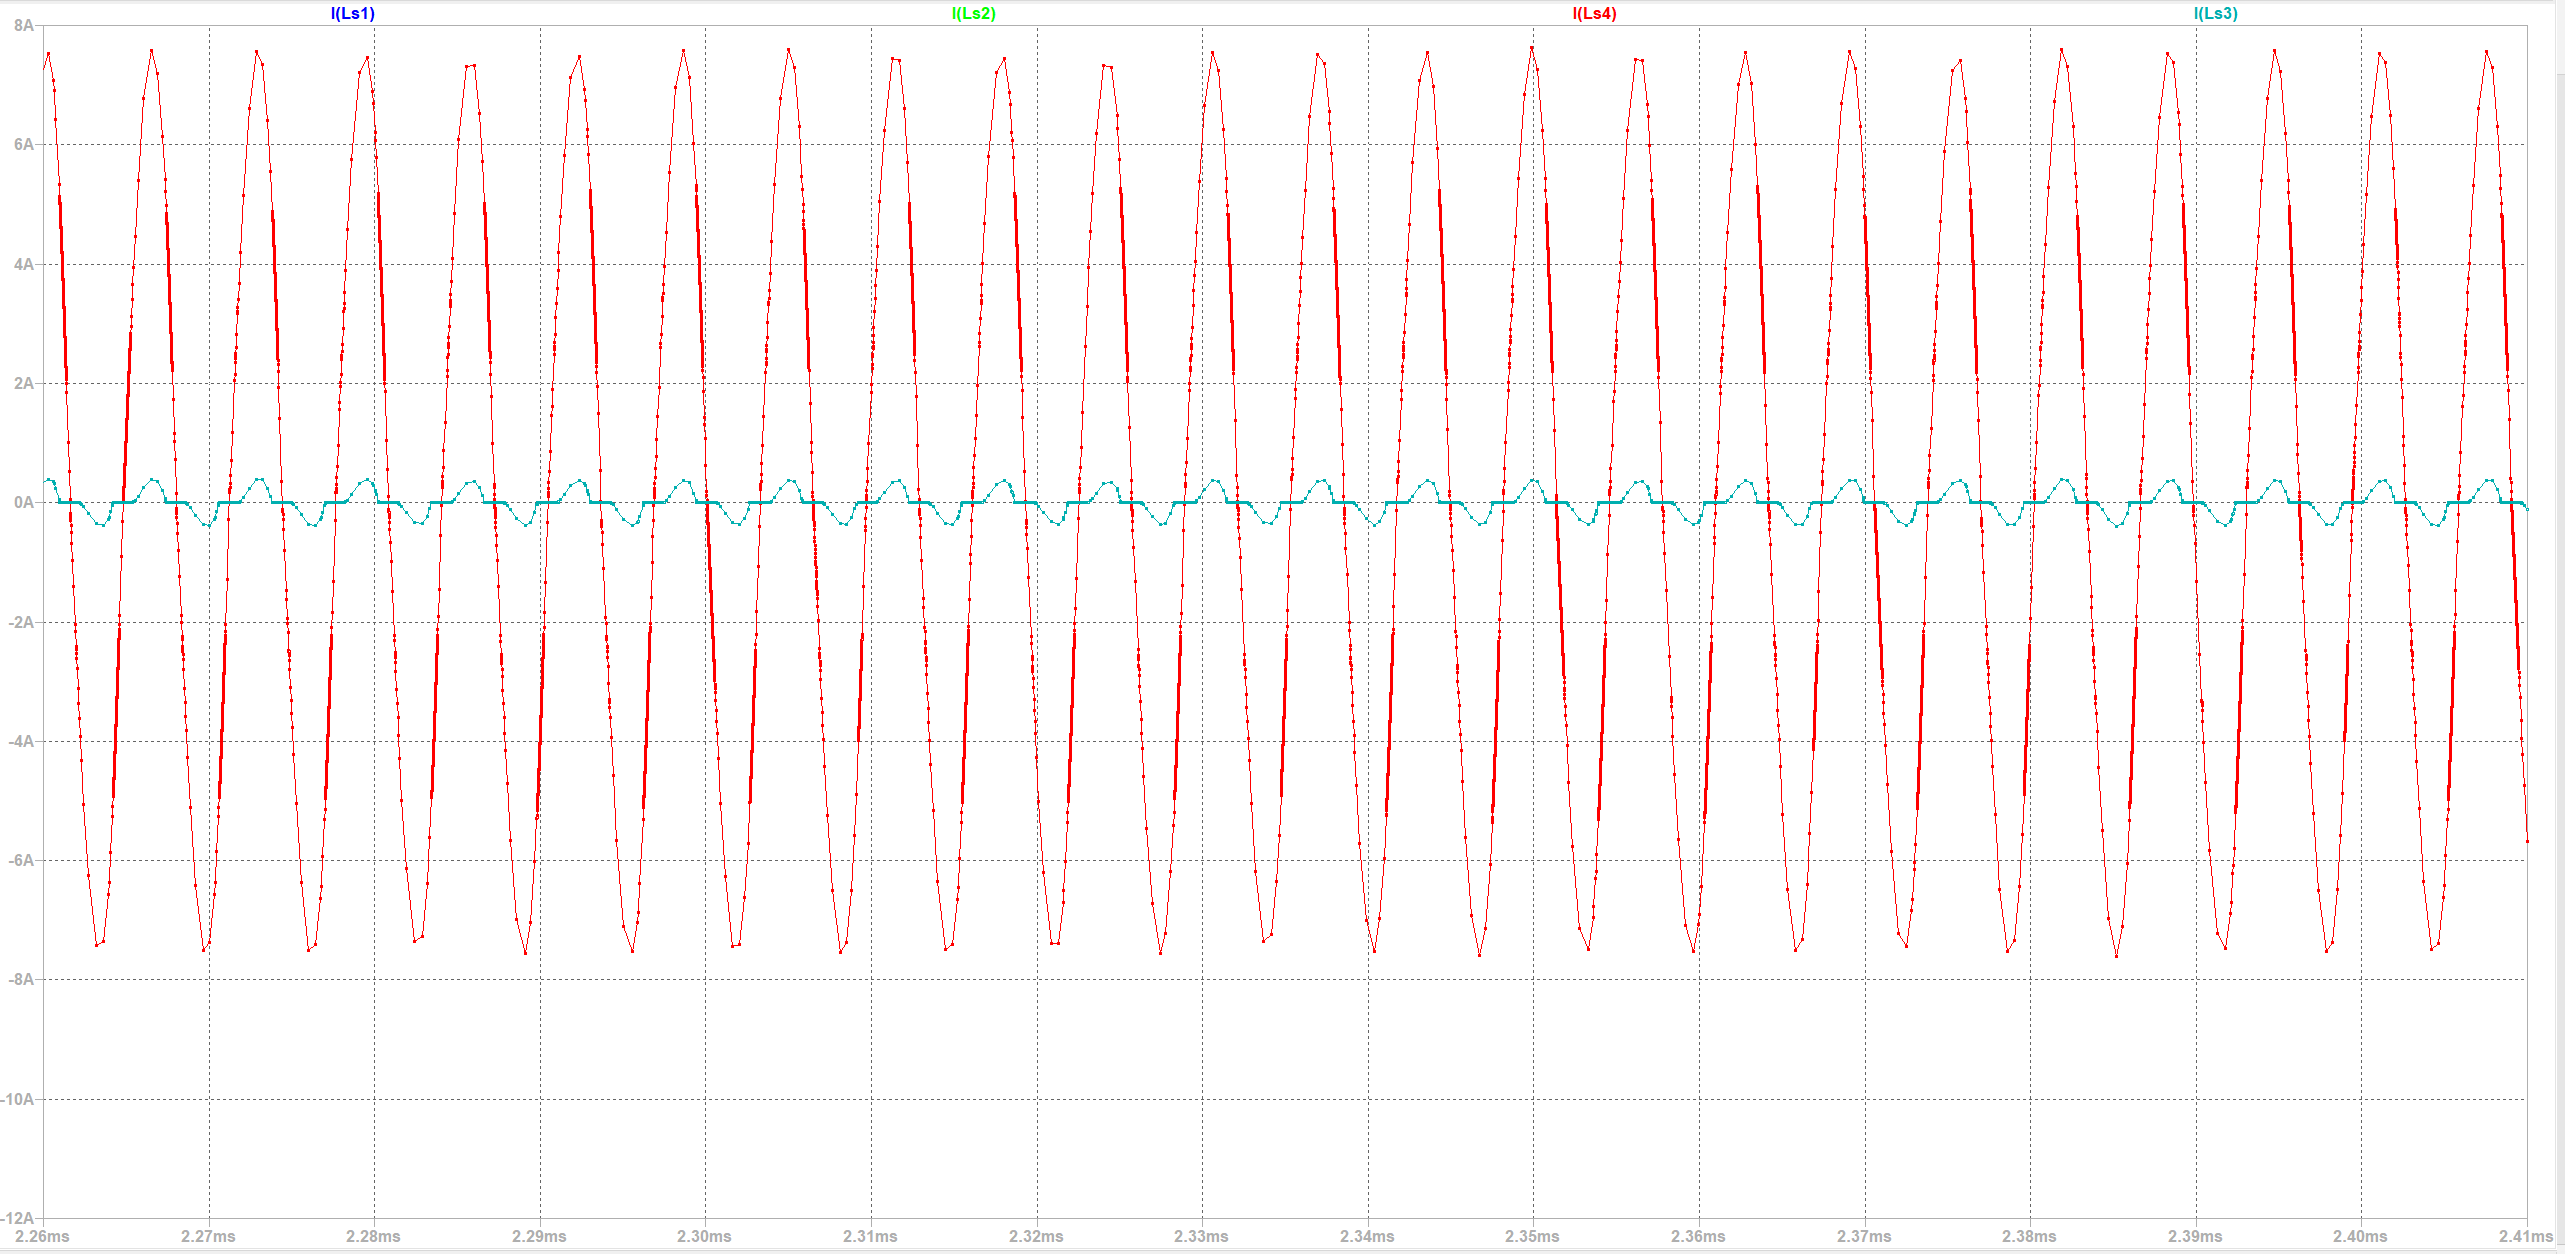 I(Ls1) I(Ls2) I(Ls4) I(Ls3)
8A
6A
4A
2A
0A
-2A
-4A
-6A
-8A
-10A
-12A
2.26ms 2.27ms 2.28ms 2.29ms 2.30ms 2.31ms 2.32ms 2.33ms 2.34ms 2.35ms 2.36ms 2.37ms 2.38ms 2.39ms 2.40ms 2.41ms